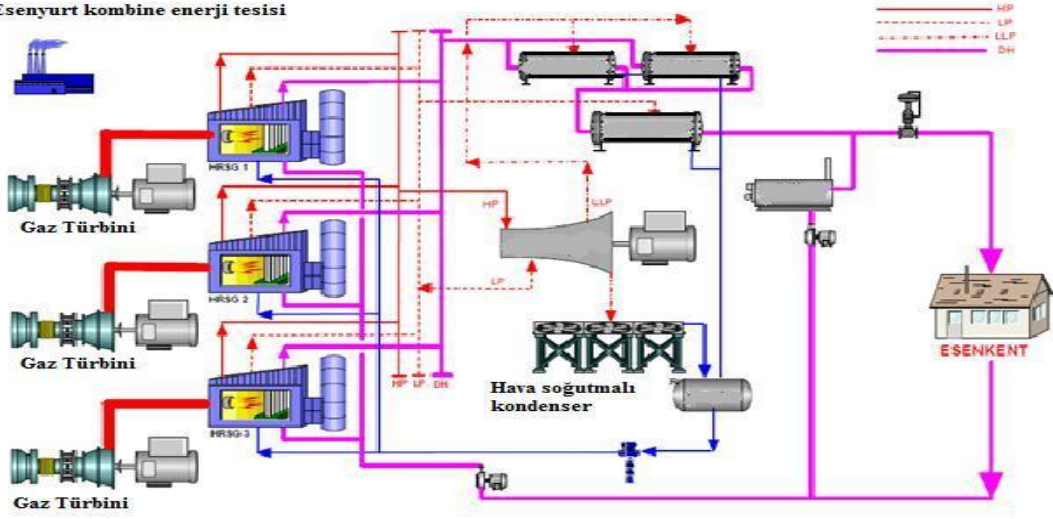 Esenyurt kombine enerji tesisi
HP
LP
LLP
DH
HRSG 1
Gaz Türbini
HP
LLP
LP
HRSG 2
Gaz Türbini
HP LP DH
Hava soğutmalı
kondenser
ESENKENT
HRSG 3
Gaz Türbini